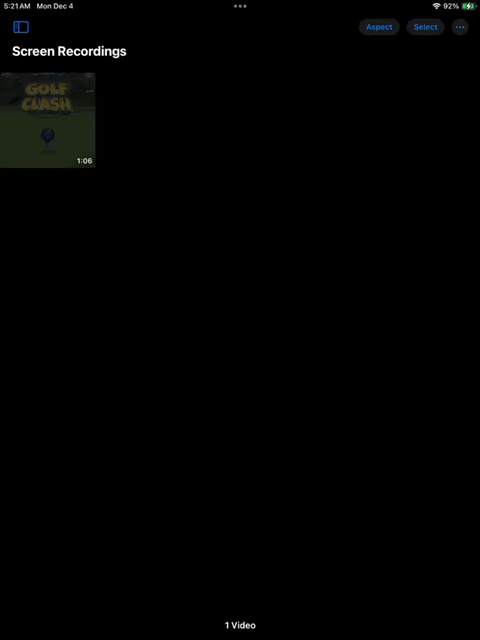 5:21 AM Mon Dec 4
92%
Aspect
Select
Screen Recordings
GOLF
CLASH
1:06
1 Video